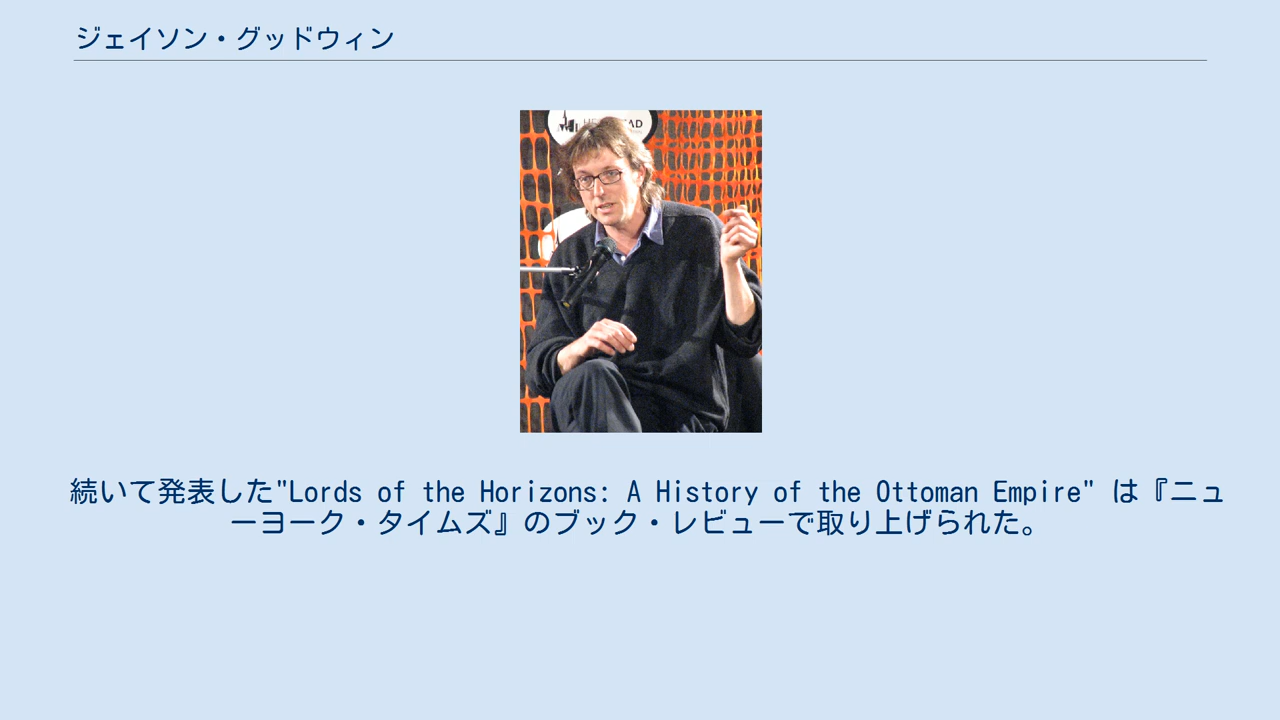 ジェイソン・グッドウィン
続いて発表した"Lords of the Horizons: A History of the Ottoman Empire" は『ニュ
ーヨーク・タイムズ』のブック・レビューで取り上げられた。